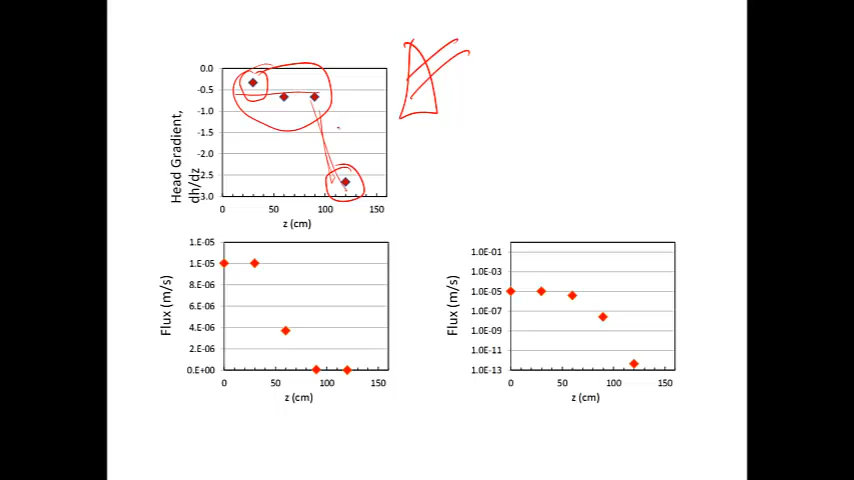 Head Gradient,
dh/dz
0.0
-0.5
-1.0
-1.5
-2.0
2.5
3.0
0 50 100 150
z (cm)
Flux (m/s)
1.E-05
1.E-05
8.E-06
6.E-06
4.E-06
2.E-06
0.E+00
0 50 100 150
z (cm)
Flux (m/s)
1.0E-01
1.0E-03
1.0E-05
1.0E-07
1.0E-09
1.0E-11
1.0E-13
0 50 100 150
z (cm)